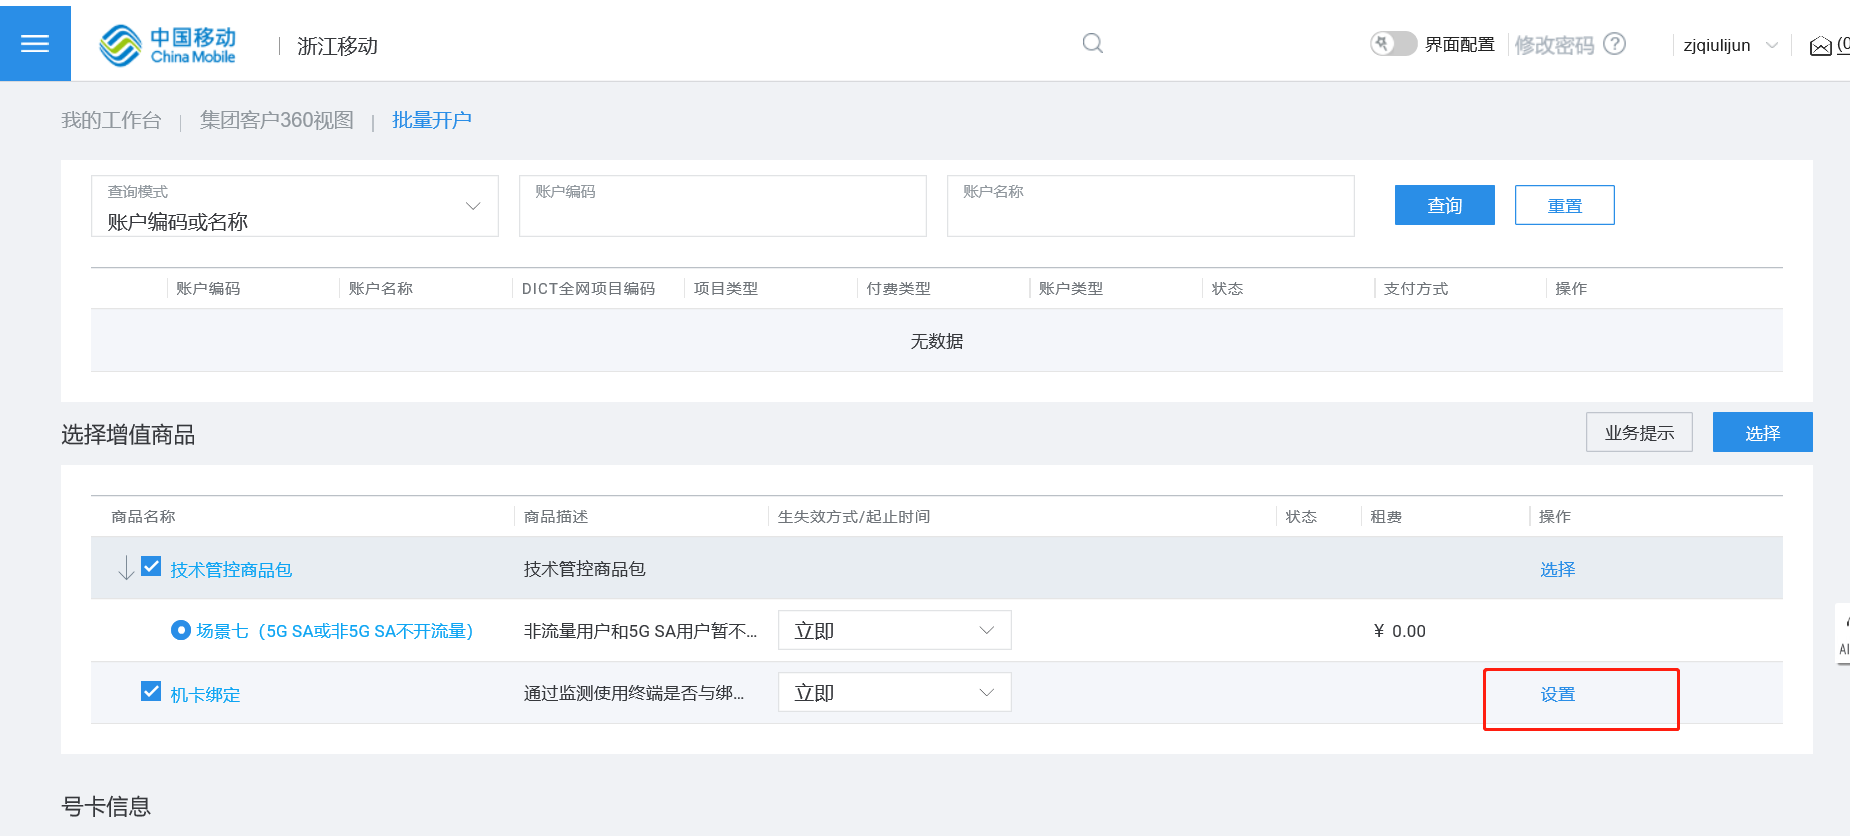 中国移动
China Mobile
浙江移动
界面配置
修改密码
zjqiulijun
(0
我的工作台
集团客户360视图
批量开户
查询模式
账户编码或名称
账户编码
账户名称
查询
重置
账户编码
账户名称
DICT全网项目编码
项目类型
付费类型
账户类型
状态
支付方式
操作
无数据
选择增值商品
业务提示
选择
商品名称
商品描述
生失效方式/起止时间
状态
租费
操作
技术管控商品包
技术管控商品包
选择
场景七（5G SA或非5G SA不开流量）
非流量用户和5G SA用户暂不...
立即
¥ 0.00
AI
机卡绑定
通过监测使用终端是否与绑...
立即
设置
号卡信息